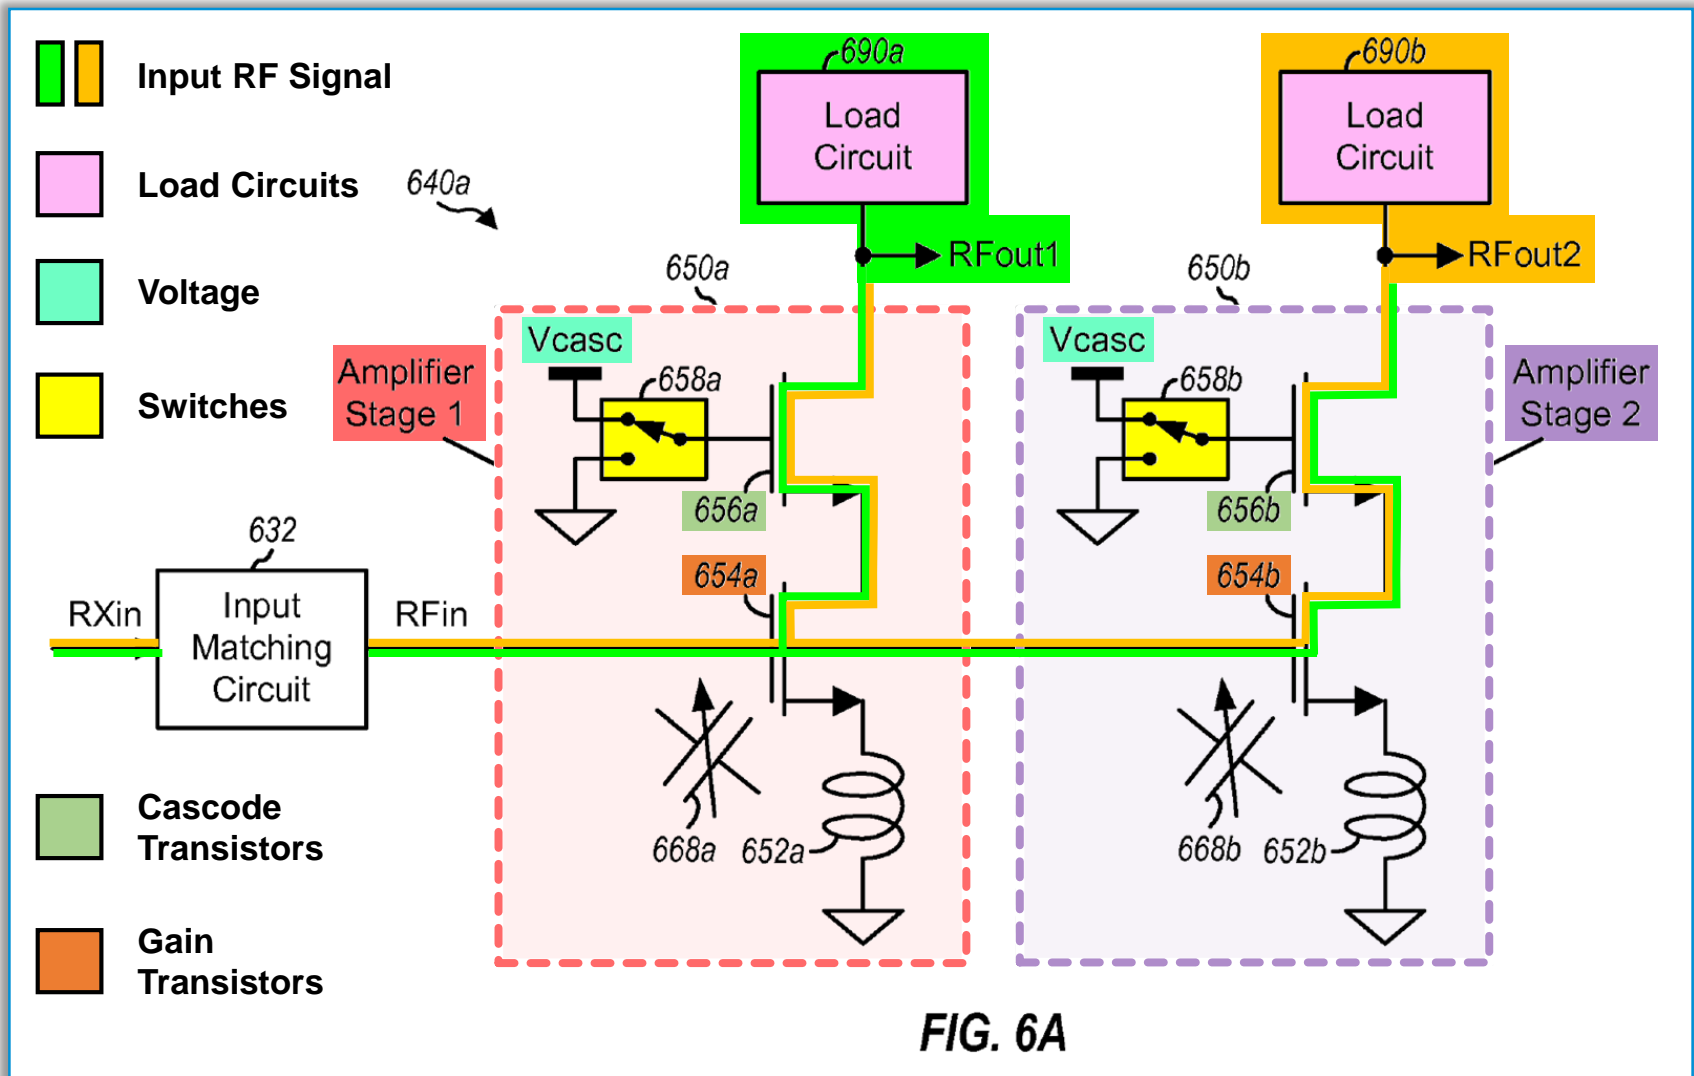 Input RF Signal
Load Circuits
Voltage
Switches
640a
690a
Load
Circuit
RFout1
690b
Load
Circuit
RFout2
650a
650b
Amplifier
Stage 1
Vcasc
658a
656a
654a
Vcasc
658b
656b
654b
Amplifier
Stage 2
632
RXin
Input
Matching
Circuit
RFin
668a
652a
668b
652b
Cascode
Transistors
Gain
Transistors
FIG. 6A